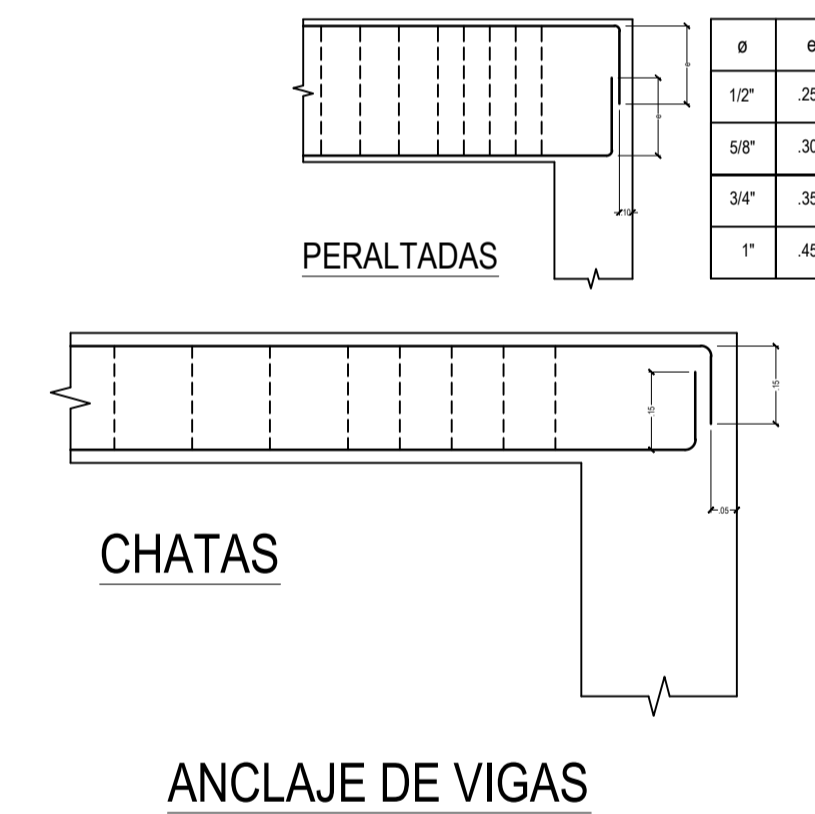 ø e
1/2" .25
5/8" .30
3/4" .35
1" .45
.10
PERALTADAS
.15
.15
.05
CHATAS
ANCLAJE DE VIGAS